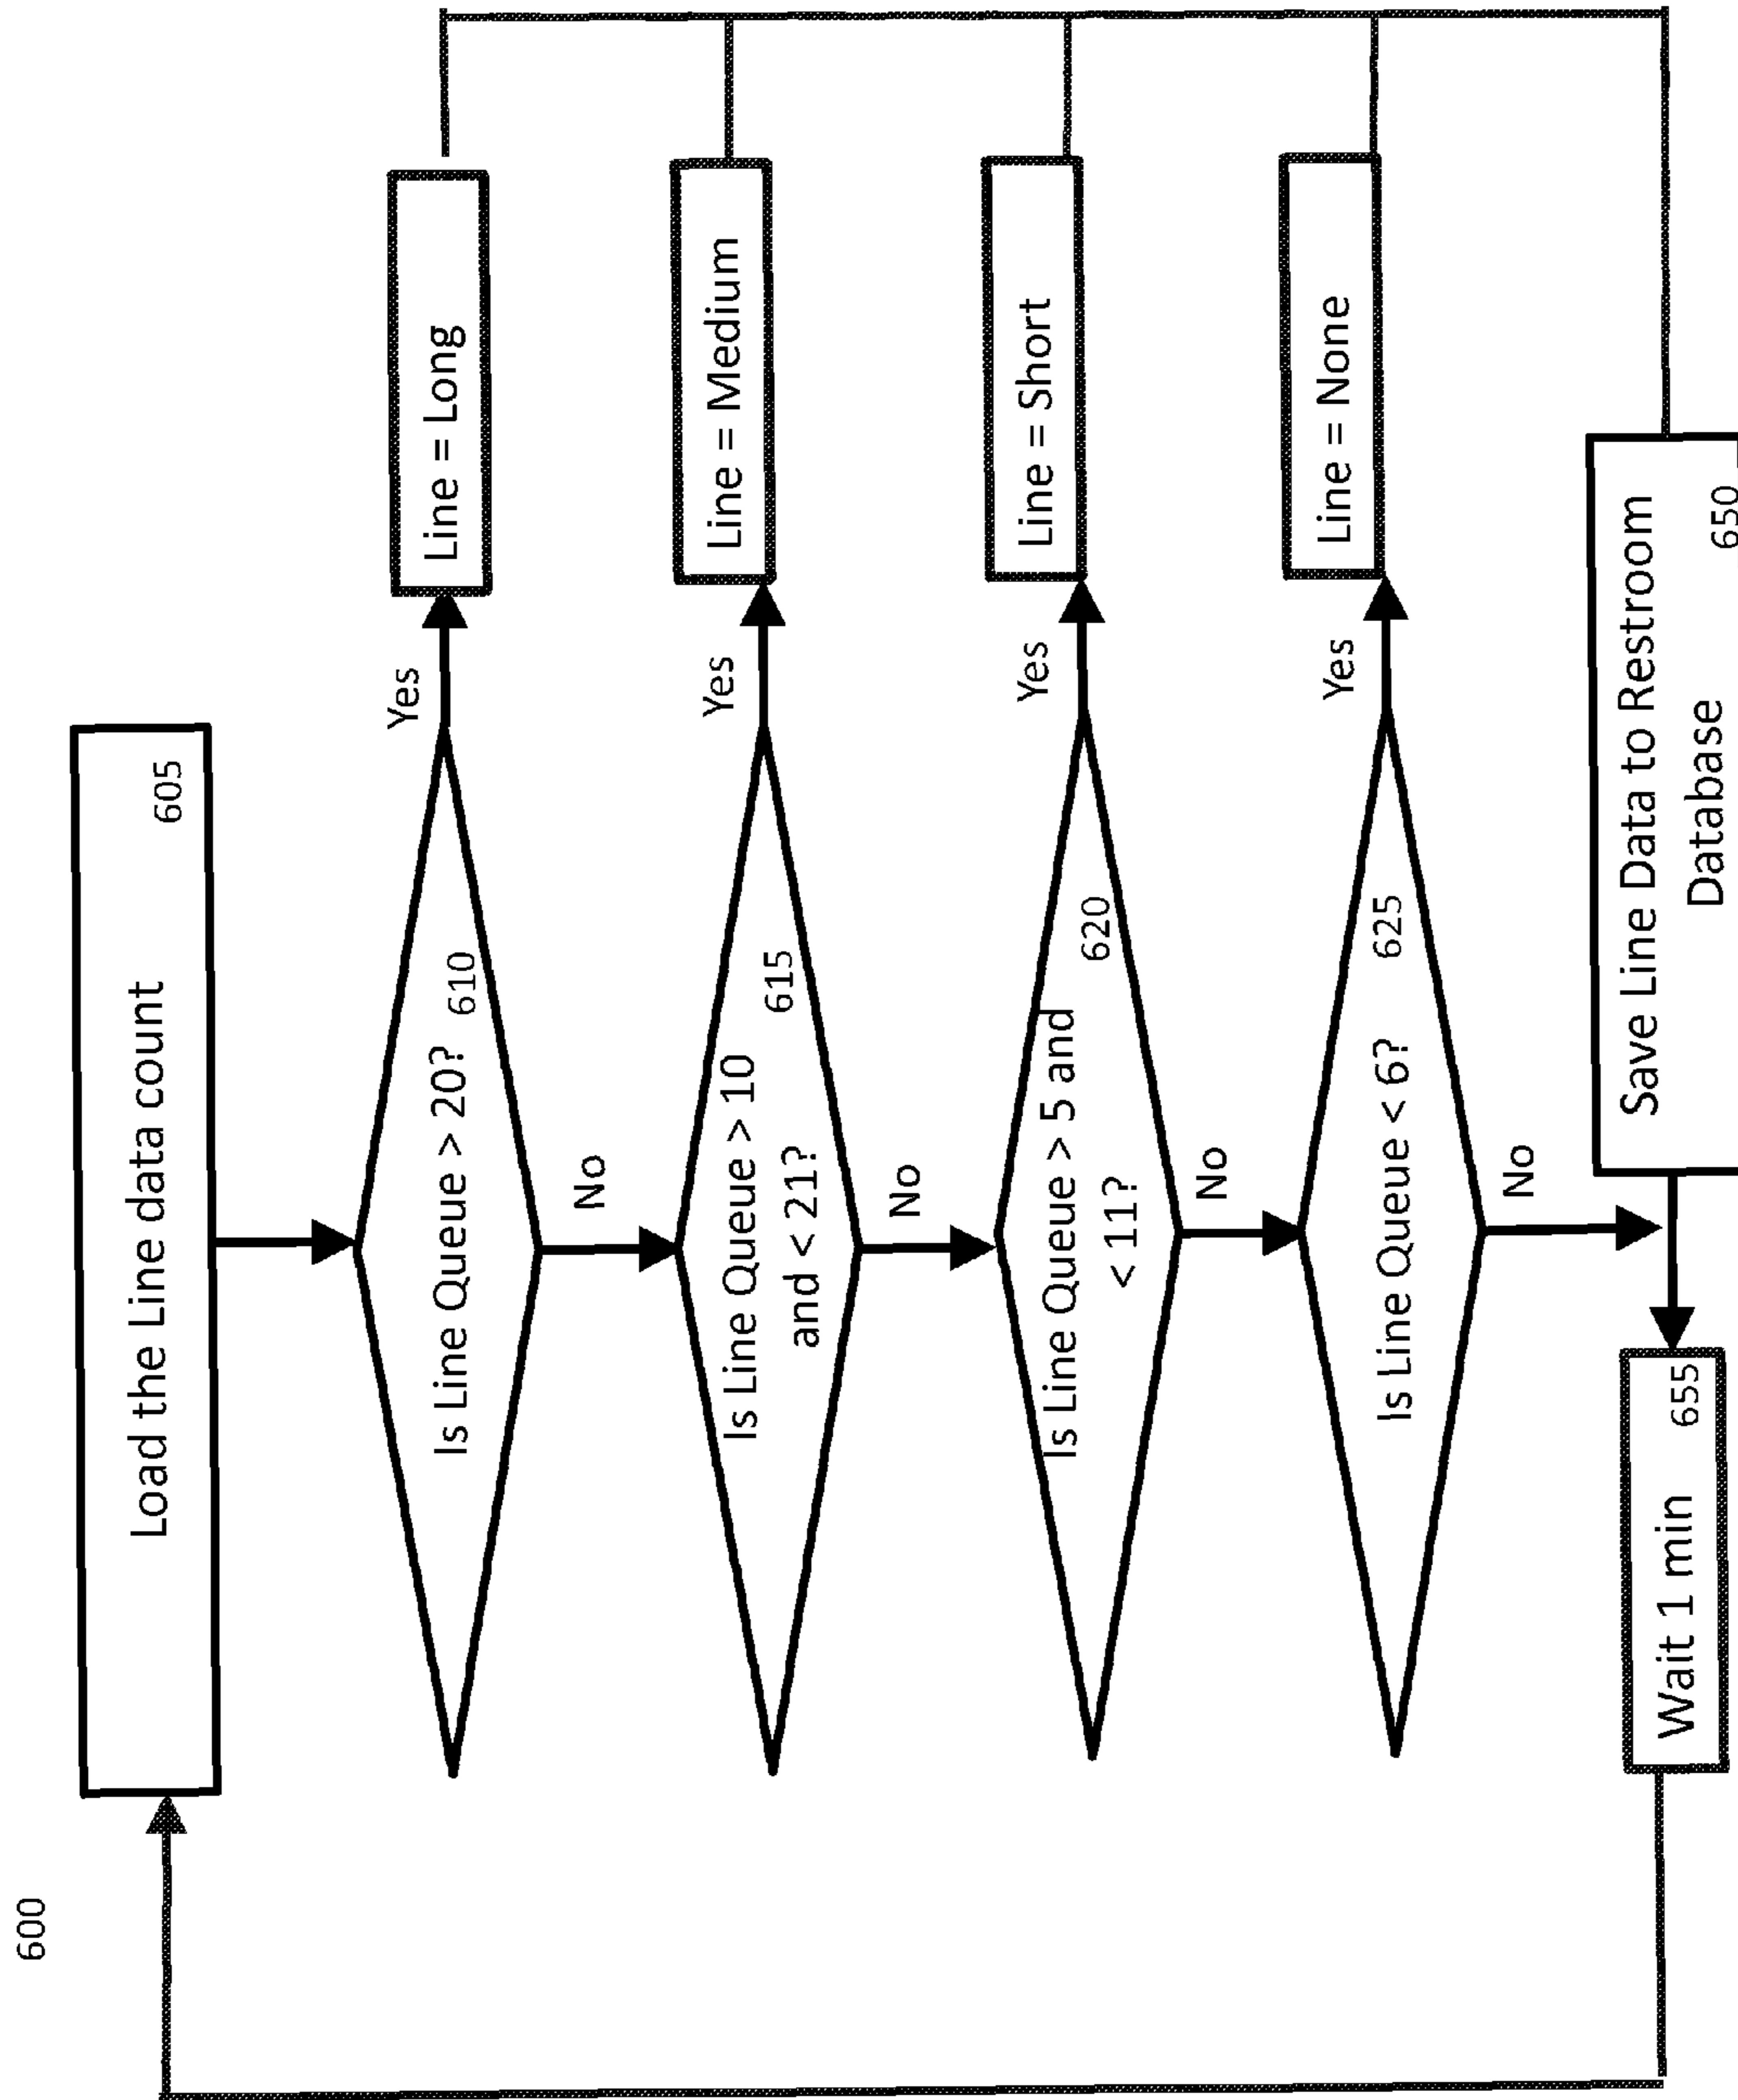 600
Load the Line data count
605
Is Line Queue > 20?
610
Yes
Line = Long
No
Is Line Queue > 10
and < 21?
615
Yes
Line = Medium
No
Is Line Queue > 5 and
< 11?
620
Yes
Line = Short
No
Is Line Queue < 6?
625
Yes
Line = None
No
Wait 1 min
655
Save Line Data to Restroom
Database
650